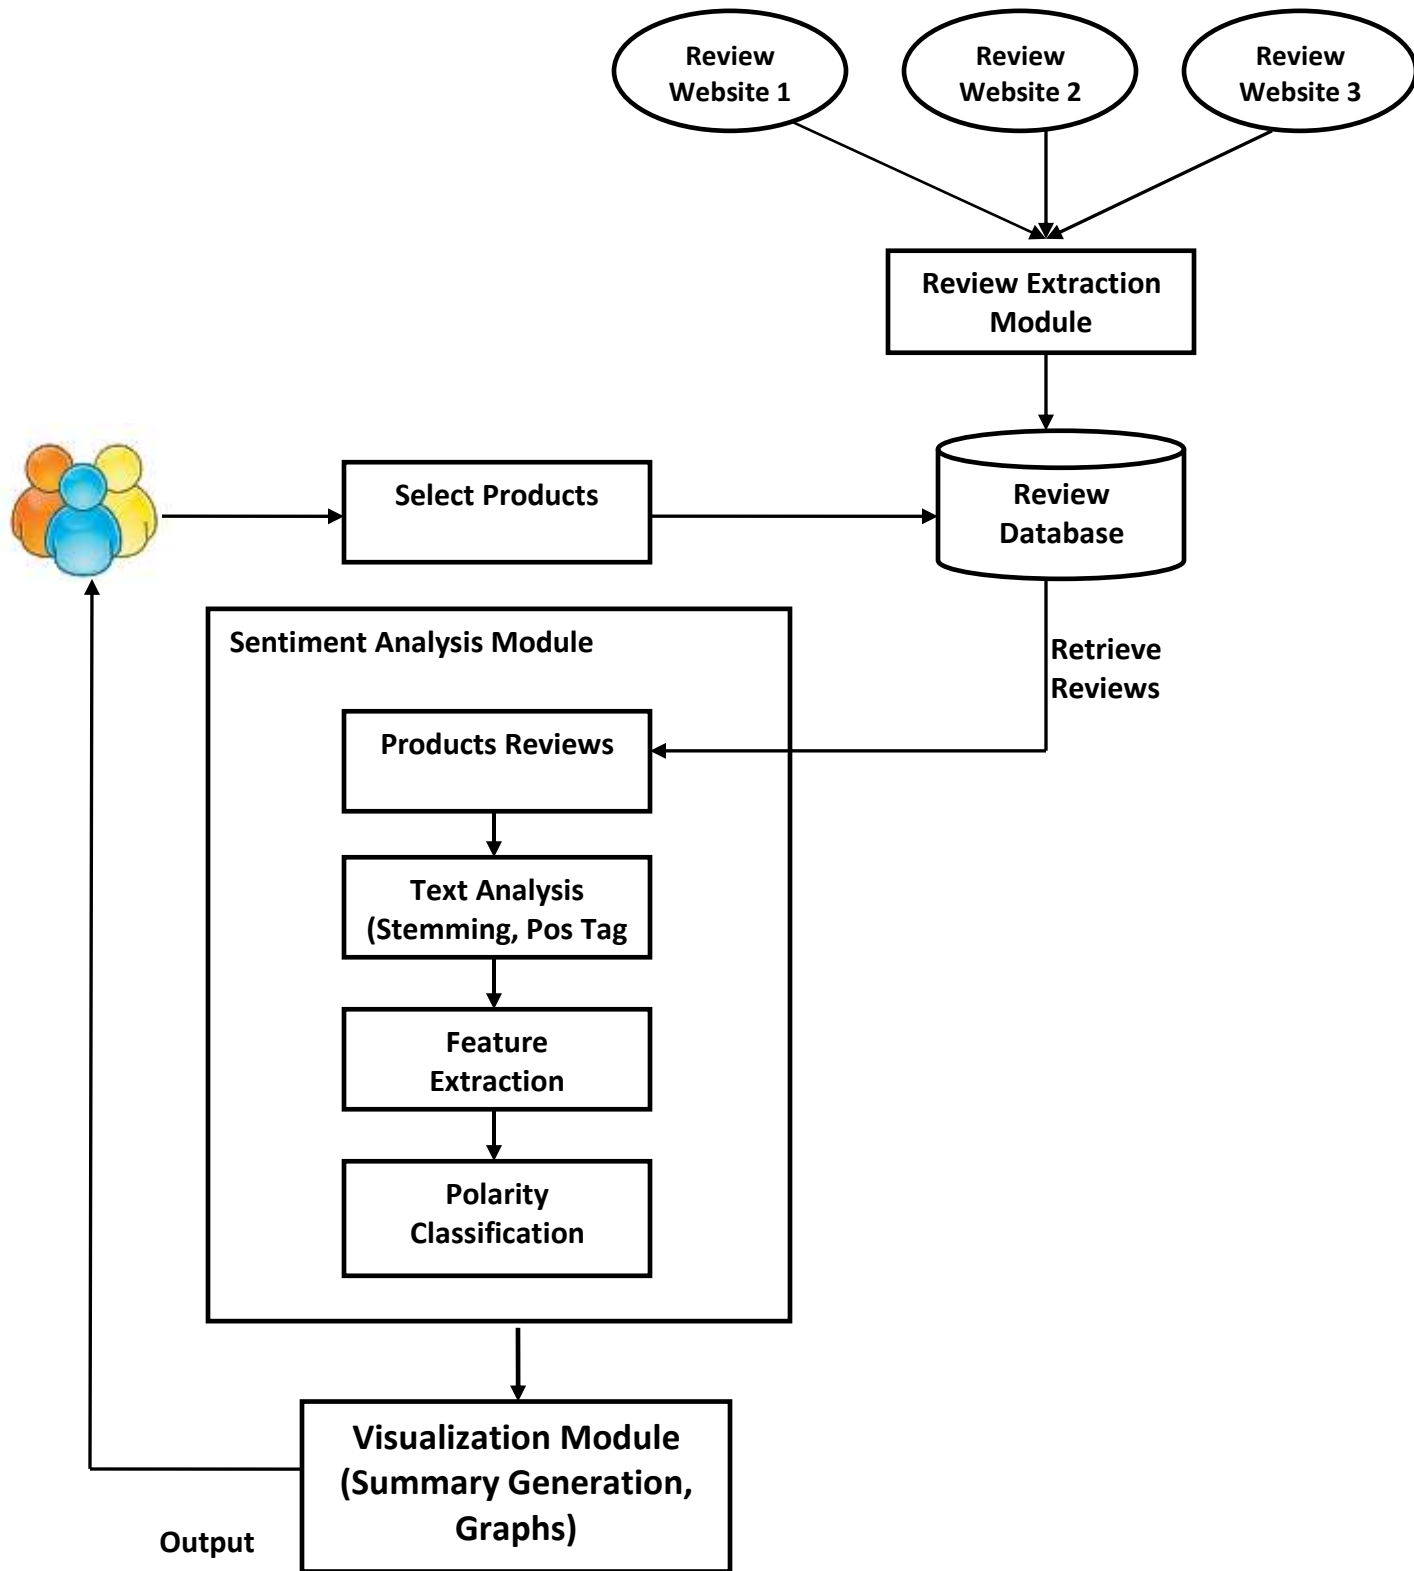 Review
Website 1
Review
Website 2
Review
Website 3
Review Extraction
Module
Select Products
Review
Database
Sentiment Analysis Module
Retrieve
Reviews
Products Reviews
Text Analysis
(Stemming, Pos Tag
Feature
Extraction
Polarity
Classification
Visualization Module
(Summary Generation,
Graphs)
Output